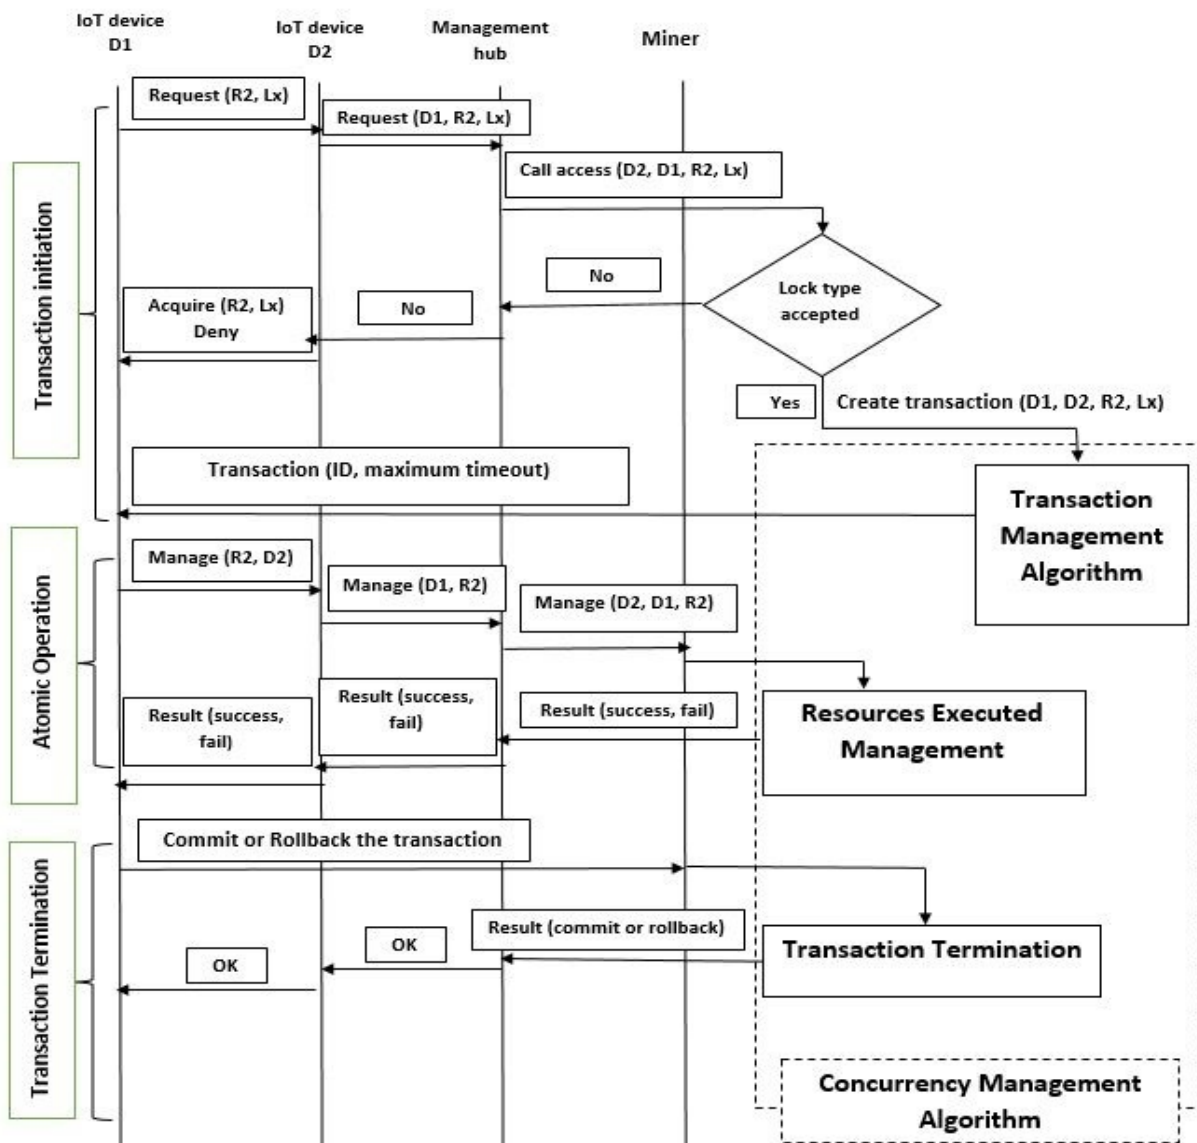 IoT device
D1
IoT device
D2
Management
hub
Miner
Transaction initiation
Request (R2, Lx)
Request (D1, R2, Lx)
Call access (D2, D1, R2, Lx)
Lock type
accepted
No
No
Acquire (R2, Lx)
Deny
Yes
Create transaction (D1, D2, R2, Lx)
Transaction (ID, maximum timeout)
Transaction
Management
Algorithm
Atomic Operation
Manage (R2, D2)
Manage (D1, R2)
Manage (D2, D1, R2)
Resources Executed
Management
Result (success, fail)
Result (success,
fail)
Result (success,
fail)
Transaction Termination
Commit or Rollback the transaction
Result (commit or rollback)
Transaction Termination
OK
OK
Concurrency Management
Algorithm